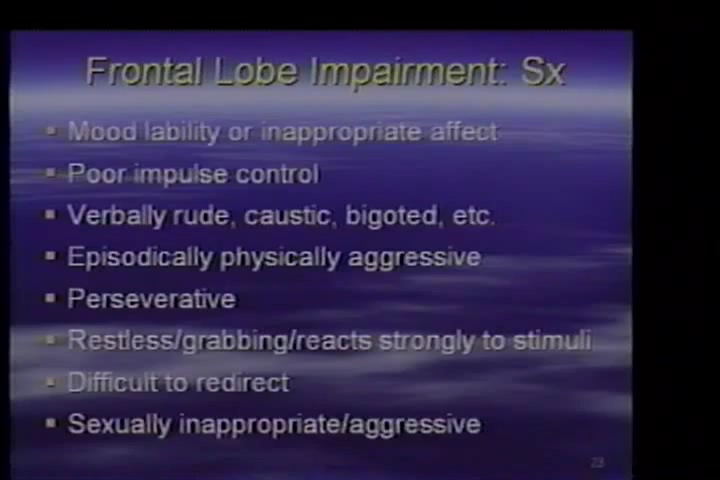 Frontal Lobe Impairment: Sx
Mood lability or inappropriate affect
Poor impulse control
Verbally rude, caustic, bigoted, etc.
Episodically physically aggressive
Perseverative
Restless/grabbing/reacts strongly to stimuli
Difficult to redirect
Sexually inappropriate/aggressive